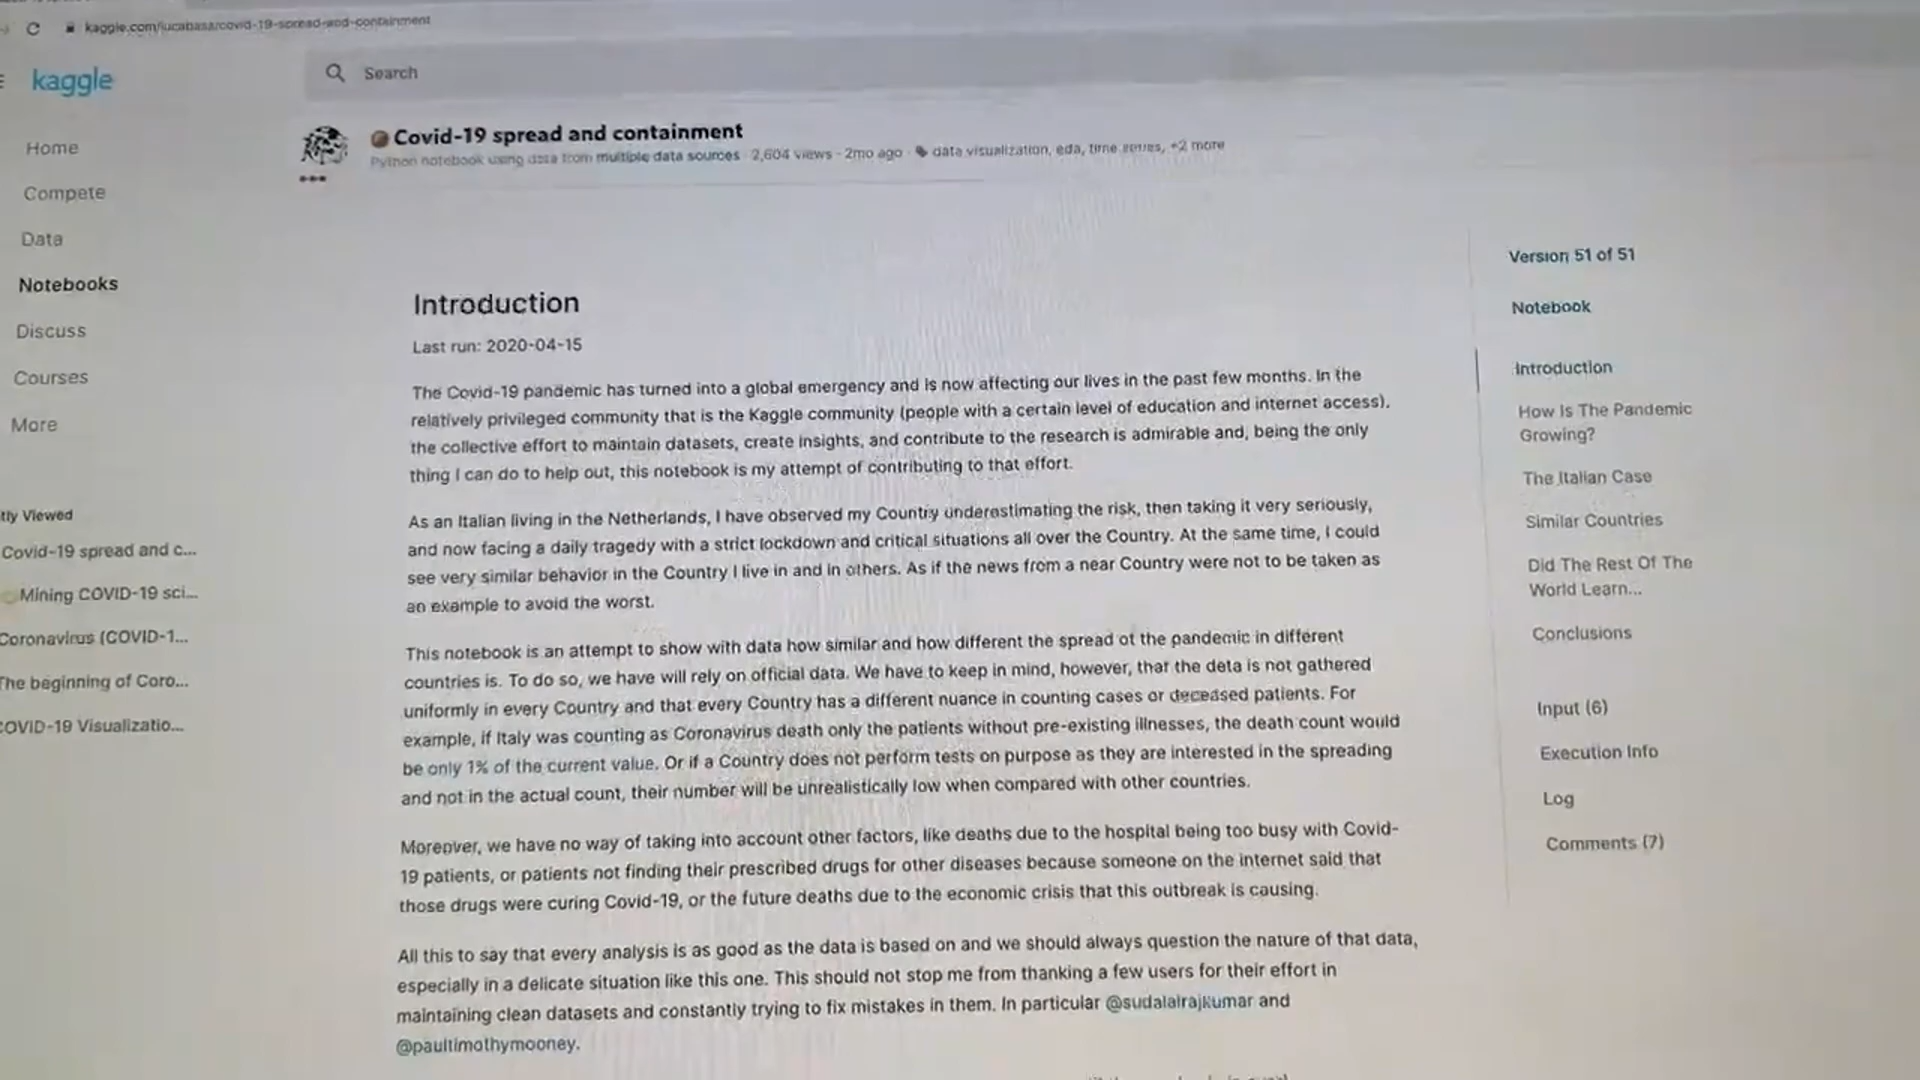 kaggle.com/lucabasa/covid-19-spread-and-containment
kaggle
Search
Home
Compete
Data
Notebooks
Discuss
Courses
More
tly Viewed
Covid-19 spread and c...
Mining COVID-19 sci...
Coronavirus (COVID-1...
The beginning of Coro...
COVID-19 Visualizatio...
Covid-19 spread and containment
Python notebook using data from multiple data sources · 2,604 views · 2mo ago · data visualization, eda, time series, +2 more
Introduction
Last run: 2020-04-15
The Covid-19 pandemic has turned into a global emergency and is now affecting our lives in the past few months. In the
relatively privileged community that is the Kaggle community (people with a certain level of education and internet access),
the collective effort to maintain datasets, create insights, and contribute to the research is admirable and, being the only
thing I can do to help out, this notebook is my attempt of contributing to that effort.
As an Italian living in the Netherlands, I have observed my Country underestimating the risk, then taking it very seriously,
and now facing a daily tragedy with a strict lockdown and critical situations all over the Country. At the same time, I could
see very similar behavior in the Country I live in and in others. As if the news from a near Country were not to be taken as
an example to avoid the worst.
This notebook is an attempt to show with data how similar and how different the spread of the pandemic in different
countries is. To do so, we have will rely on official data. We have to keep in mind, however, that the data is not gathered
uniformly in every Country and that every Country has a different nuance in counting cases or deceased patients. For
example, if Italy was counting as Coronavirus death only the patients without pre-existing illnesses, the death count would
be only 1% of the current value. Or if a Country does not perform tests on purpose as they are interested in the spreading
and not in the actual count, their number will be unrealistically low when compared with other countries.
Moreover, we have no way of taking into account other factors, like deaths due to the hospital being too busy with Covid-
19 patients, or patients not finding their prescribed drugs for other diseases because someone on the internet said that
those drugs were curing Covid-19, or the future deaths due to the economic crisis that this outbreak is causing.
All this to say that every analysis is as good as the data is based on and we should always question the nature of that data,
especially in a delicate situation like this one. This should not stop me from thanking a few users for their effort in
maintaining clean datasets and constantly trying to fix mistakes in them. In particular @sudalairajkumar and
@paultimothymooney.
Version 51 of 51
Notebook
Introduction
How Is The Pandemic
Growing?
The Italian Case
Similar Countries
Did The Rest Of The
World Learn...
Conclusions
Input (6)
Execution Info
Log
Comments (7)